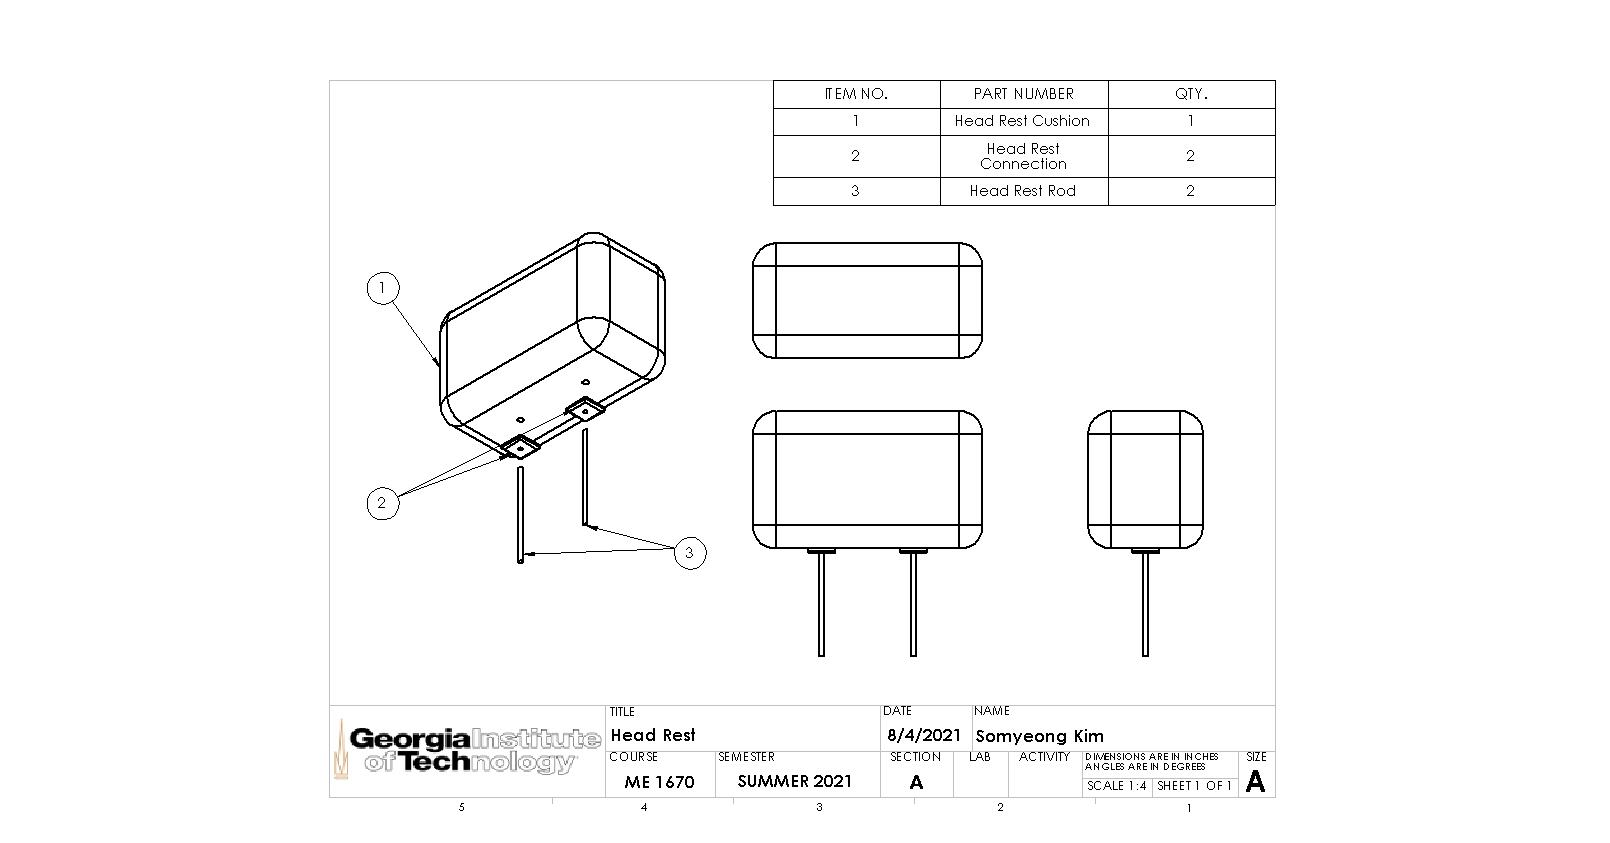 ITEM NO. PART NUMBER QTY.
1 Head Rest Cushion 1
2 Head Rest Connection 2
3 Head Rest Rod 2
1
2
3
Georgia Institute
of Technology
TITLE
Head Rest
DATE
8/4/2021
NAME
Somyeong Kim
COURSE
ME 1670
SEMESTER
SUMMER 2021
SECTION
A
LAB
ACTIVITY
DIMENSIONS ARE IN INCHES
ANGLES ARE IN DEGREES
SCALE 1:4
SHEET 1 OF 1
SIZE
A
5 4 3 2 1